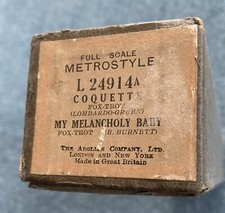 FULL SCALE
METROSTYLE
L 24914A
COQUETTE
FOX-TROT
(LOMBARDO-GREEN)
MY MELANCHOLY BABY
FOX-TROT (E. BURNETT)
THE AEOLIAN COMPANY, LTD.
LONDON AND NEW YORK
Made in Great Britain